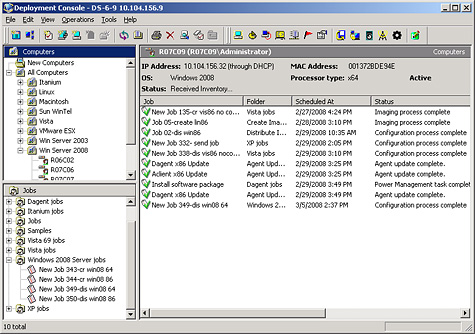 Deployment Console - DS-6-9 10.104.156.9
File Edit View Operations Tools Help
Computers
New Computers
All Computers
Itanium
Linux
Macintosh
Sun WinTel
Vista
VMware ESX
Win Server 2003
Win Server 2008
R06C02
R07C06
R07C07
Jobs
Dagent jobs
Itanium jobs
Jobs
Samples
Vista 69 jobs
Vista jobs
Windows 2008 Server jobs
New Job 343-cr win08 64
New Job 344-cr win08 86
New Job 349-dis win08 64
New Job 350-dis win08 86
XP jobs
R07C09 (R07C09\Administrator) Computers
IP Address: 10.104.156.32 (through DHCP) MAC Address: 001372BDE94E
OS: Windows 2008 Processor type: x64 Active
Status: Received Inventory...
Job Folder Scheduled At Status
New Job 135-cr vis86 no co... Vista jobs 2/27/2008 4:24 PM Imaging process complete
Job 05-create lin06 Create Ima... 2/28/2008 3:10 PM Imaging process complete
Job 02-dis win86 Distribute I... 2/29/2008 10:35 AM Configuration process complete
New Job 332- send job XP jobs 2/29/2008 2:05 PM Configuration process complete
New Job 338-dis vis86 nocon... Vista jobs 2/29/2008 3:10 PM Configuration process complete
Dagent x86 Update Agent Upd... 2/25/2008 3:24 PM Agent update complete.
Aclient x86 Update Agent Upd... 2/25/2008 3:49 PM Agent update complete.
Install software package Dagent jobs 2/29/2008 3:49 PM Power Management task complete
Dagent x86 Update Agent Upd... 2/29/2008 3:49 PM Agent update complete.
New Job 349-dis win08 64 Windows 2... 3/5/2008 2:37 PM Configuration process complete
10 total